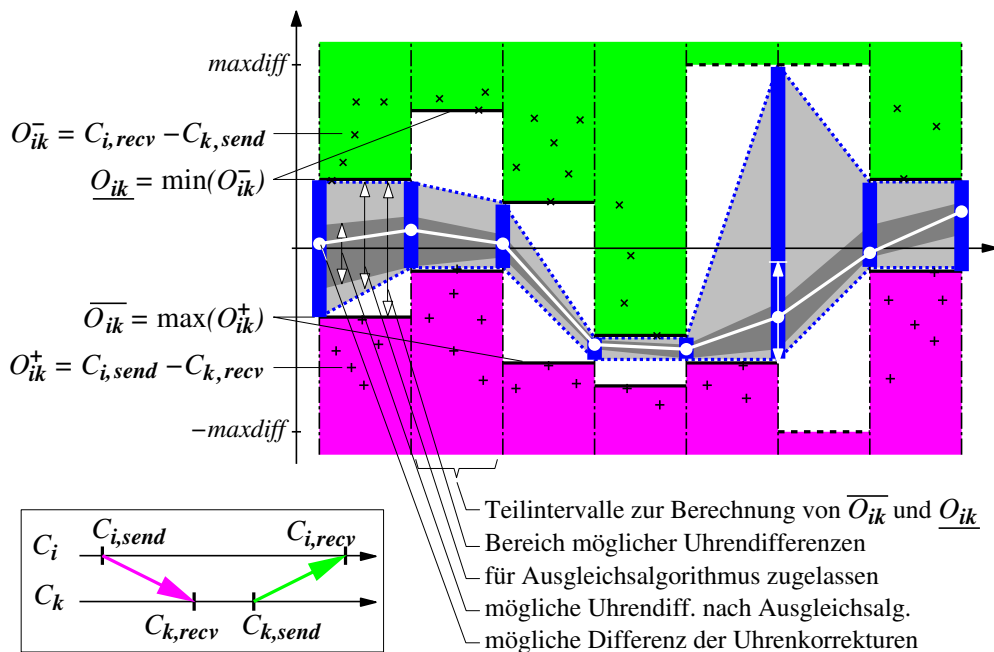 maxdiff
O⁻ᵢₖ = Cᵢ,recv − Cₖ,send
Oᵢₖ = min(O⁻ᵢₖ)
Oᵢₖ = max(O⁺ᵢₖ)
O⁺ᵢₖ = Cᵢ,send − Cₖ,recv
−maxdiff
Teilintervalle zur Berechnung von Oᵢₖ und Oᵢₖ
Bereich möglicher Uhrendifferenzen
für Ausgleichsalgorithmus zugelassen
mögliche Uhrendiff. nach Ausgleichsalg.
mögliche Differenz der Uhrenkorrekturen
Cᵢ,send Cᵢ,recv
Cᵢ
Cₖ
Cₖ,recv Cₖ,send